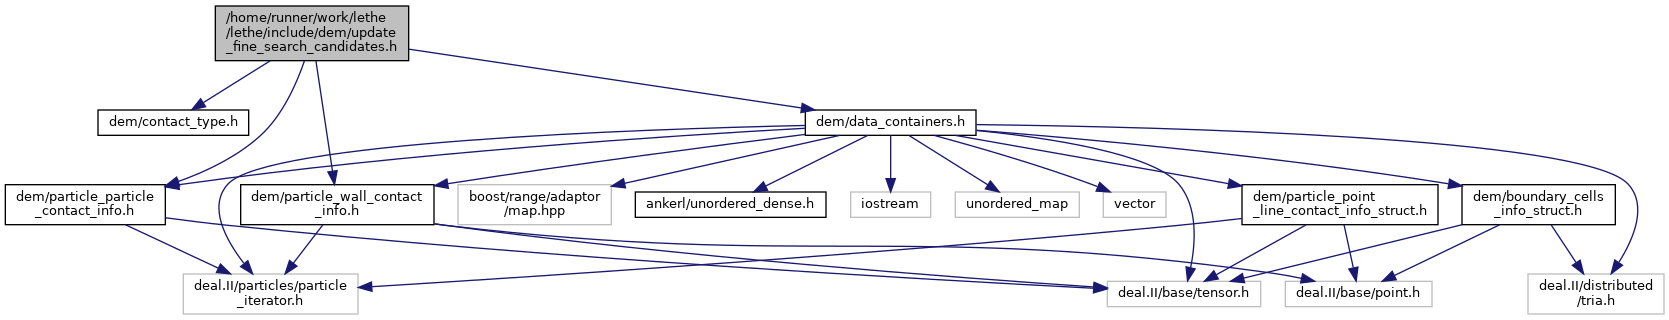 /home/runner/work/lethe
/lethe/include/dem/update
_fine_search_candidates.h
dem/contact_type.h
dem/data_containers.h
dem/particle_particle
_contact_info.h
dem/particle_wall_contact
_info.h
boost/range/adaptor
/map.hpp
ankerl/unordered_dense.h
iostream
unordered_map
vector
dem/particle_point
_line_contact_info_struct.h
dem/boundary_cells
_info_struct.h
deal.II/particles/particle
_iterator.h
deal.II/base/tensor.h
deal.II/base/point.h
deal.II/distributed
/tria.h